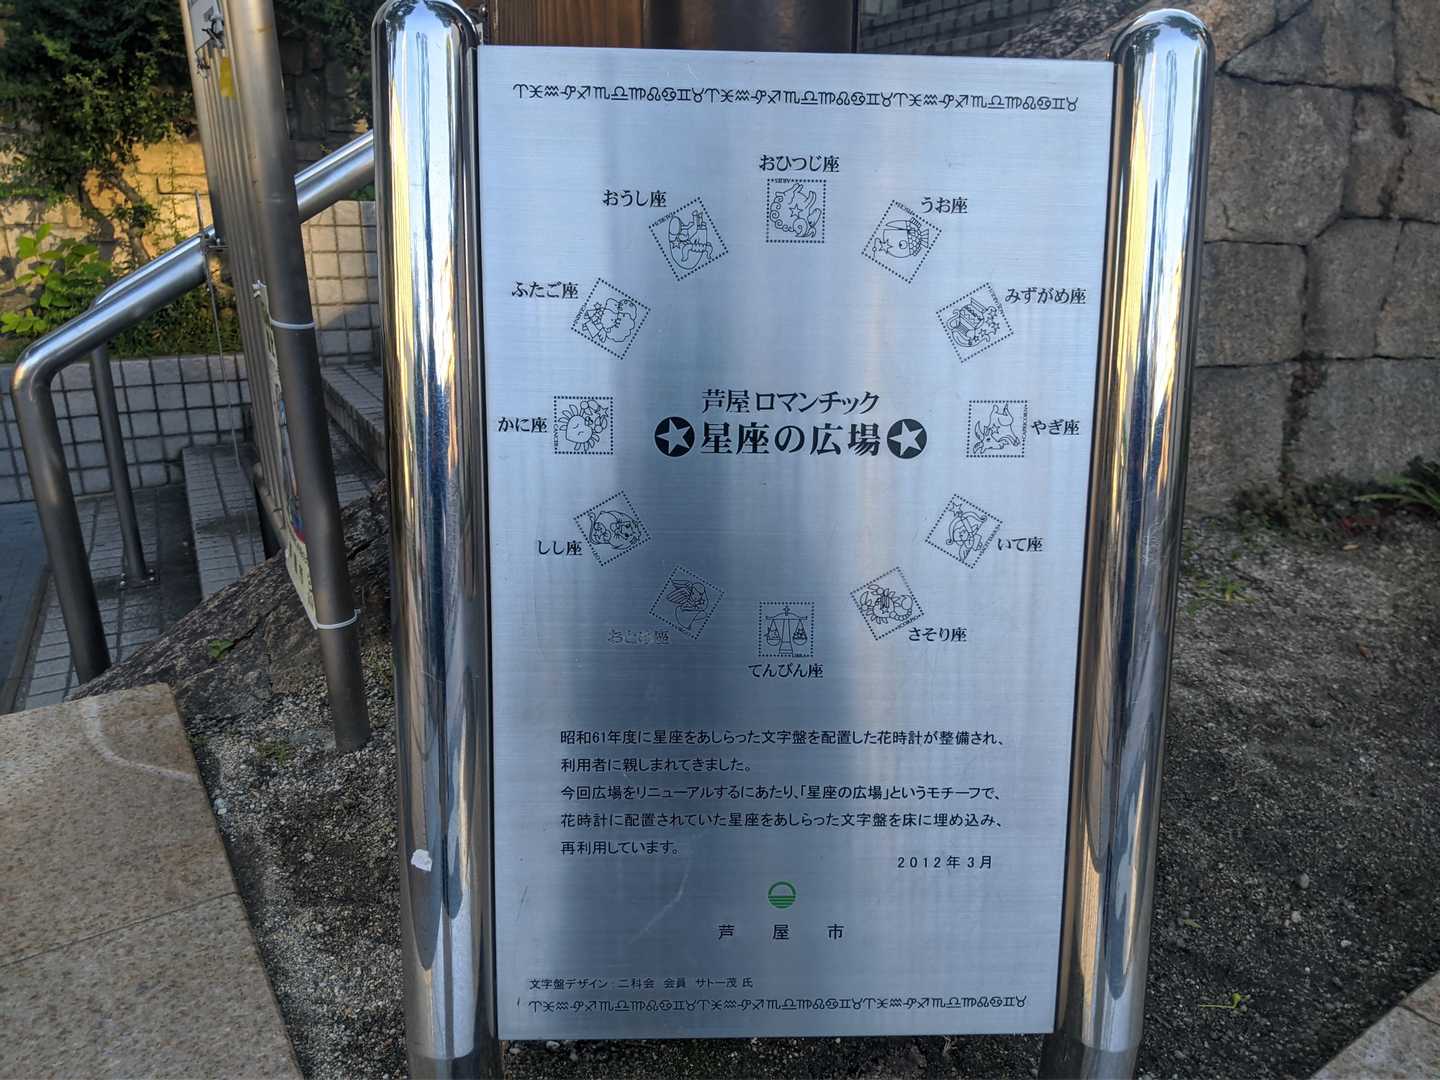 ♈♓♒♑♐♏♎♍♌♋♊♉♈♓♒♑♐♏♎♍♌♋♊♉♈♓♒♑♐♏♎♍♌♋♊♉
おひつじ座
おうし座
うお座
ふたご座
みずがめ座
かに座
やぎ座
しし座
いて座
おとめ座
さそり座
てんびん座
ARIES
LIBRA
芦屋ロマンチック
星座の広場
昭和61年度に星座をあしらった文字盤を配置した花時計が整備され、
利用者に親しまれてきました。
今回広場をリニューアルするにあたり、「星座の広場」というモチーフで、
花時計に配置されていた星座をあしらった文字盤を床に埋め込み、
再利用しています。
2012年3月
芦屋市
文字盤デザイン：二科会 会員 サトー茂 氏
♈♓♒♑♐♏♎♍♌♋♊♉♈♓♒♑♐♏♎♍♌♋♊♉♈♓♒♑♐♏♎♍♌♋♊♉